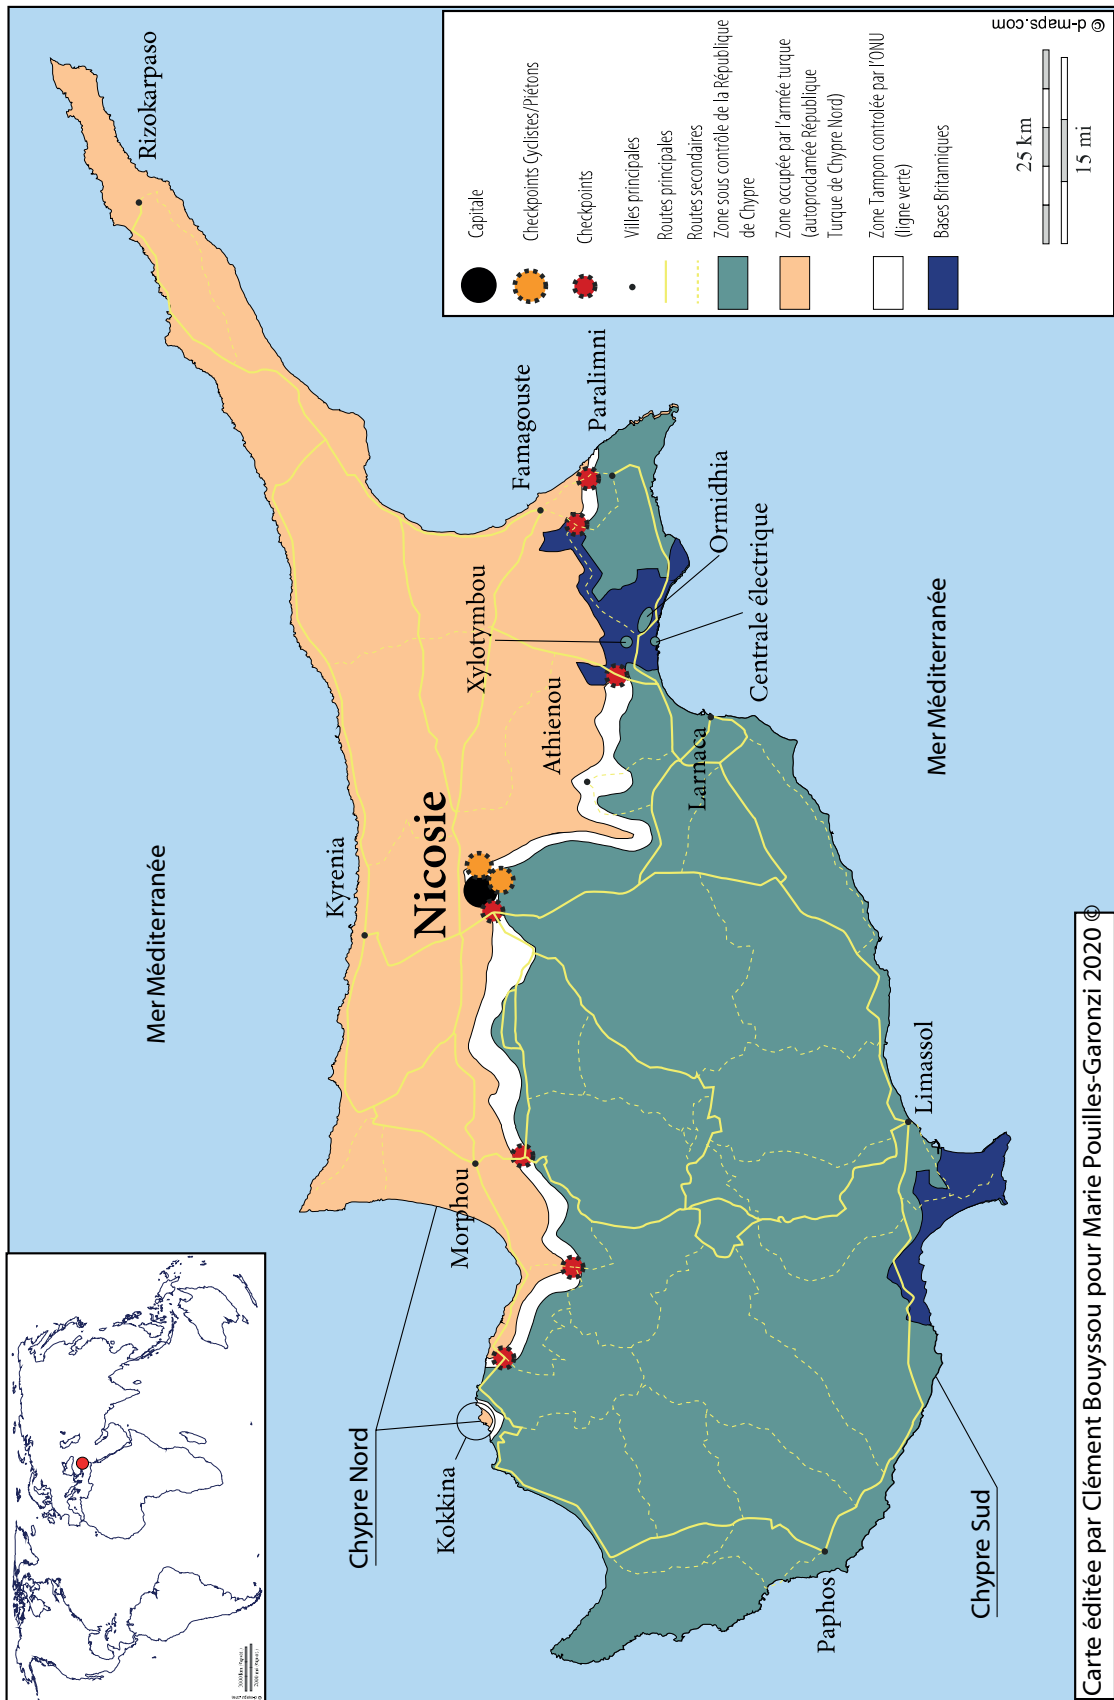 Mer Méditerranée
Mer Méditerranée
Chypre Nord
Kokkina
Morphou
Kyrenia
Nicosie
Athienou
Xylotymbou
Famagouste
Paralimni
Rizokarpaso
Ormidhia
Centrale électrique
Larnaca
Limassol
Paphos
Chypre Sud
Capitale
Checkpoints Cyclistes/Piétons
Checkpoints
Villes principales
Routes principales
Routes secondaires
Zone sous contrôle de la République
de Chypre
Zone occupée par l'armée turque
(autoproclamée République
Turque de Chypre Nord)
Zone Tampon controlée par l'ONU
(ligne verte)
Bases Britanniques
25 km
15 mi
© d-maps.com
Carte éditée par Clément Bouyssou pour Marie Pouilles-Garonzi 2020 ©